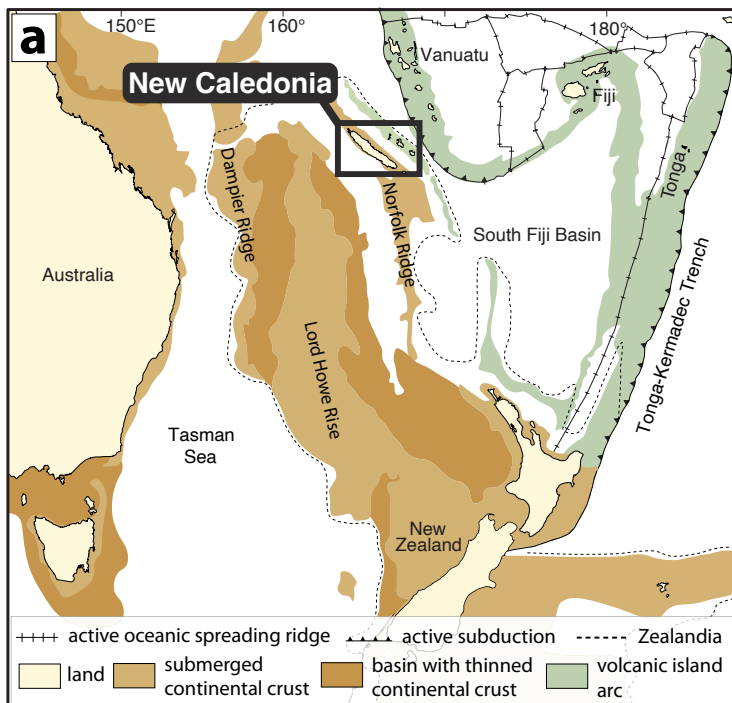 a
150°E
160°
180°
Vanuatu
New Caledonia
Fiji
Tonga
Dampier Ridge
Norfolk Ridge
South Fiji Basin
Australia
Lord Howe Rise
Tonga-Kermadec Trench
Tasman
Sea
New
Zealand
active oceanic spreading ridge
active subduction
Zealandia
land
submerged
continental crust
basin with thinned
continental crust
volcanic island
arc